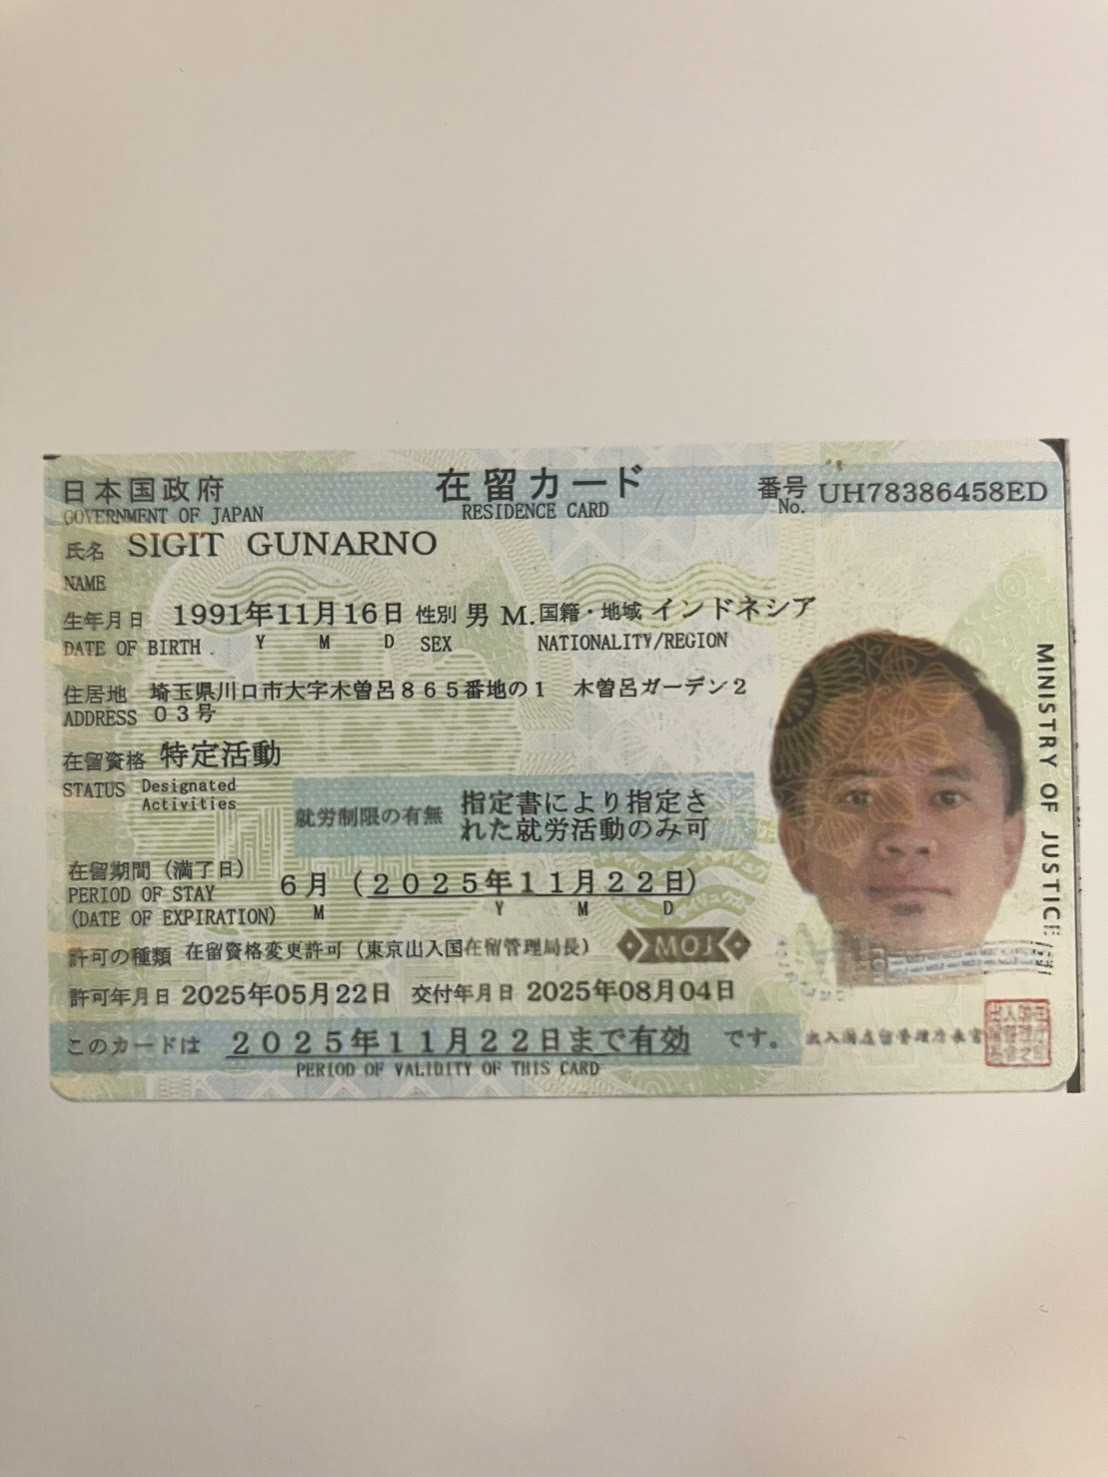 日本国政府 在留カード 番号 UH78386458ED
GOVERNMENT OF JAPAN RESIDENCE CARD No.
氏名 SIGIT GUNARNO
NAME
生年月日 1991年11月16日 性別 男 M. 国籍・地域 インドネシア
DATE OF BIRTH Y M D SEX NATIONALITY/REGION
住居地 埼玉県川口市大字木曽呂865番地の1 木曽呂ガーデン2
ADDRESS 03号
在留資格 特定活動
STATUS Designated
Activities
就労制限の有無 指定書により指定さ
れた就労活動のみ可
在留期間(満了日)
PERIOD OF STAY 6月 (2025年11月22日)
(DATE OF EXPIRATION) M Y M D
許可の種類 在留資格変更許可(東京出入国在留管理局長)
MOJ
許可年月日 2025年05月22日 交付年月日 2025年08月04日
このカードは 2025年11月22日まで有効 です。
PERIOD OF VALIDITY OF THIS CARD
出入国在留管理庁長官
MINISTRY OF JUSTICE